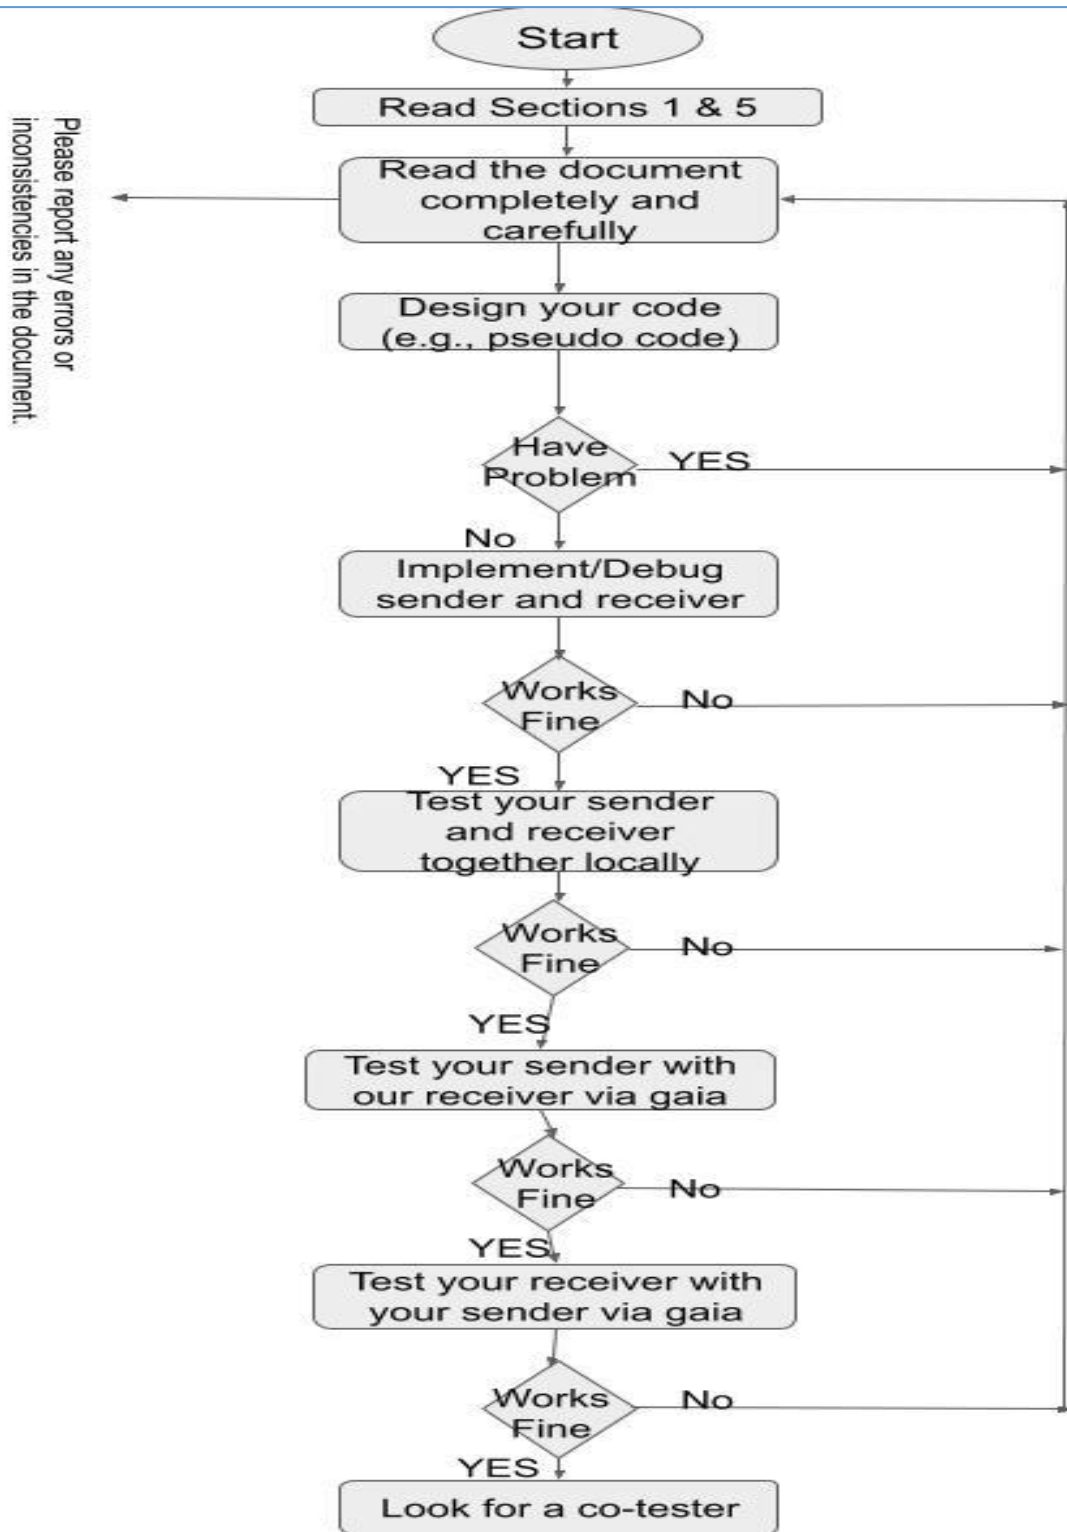 Start
Read Sections 1 & 5
Read the document
completely and
carefully
Please report any errors or
inconsistencies in the document.
Design your code
(e.g., pseudo code)
Have
Problem
YES
No
Implement/Debug
sender and receiver
Works
Fine
No
YES
Test your sender
and receiver
together locally
Works
Fine
No
YES
Test your sender with
our receiver via gaia
Works
Fine
No
YES
Test your receiver with
your sender via gaia
Works
Fine
No
YES
Look for a co-tester